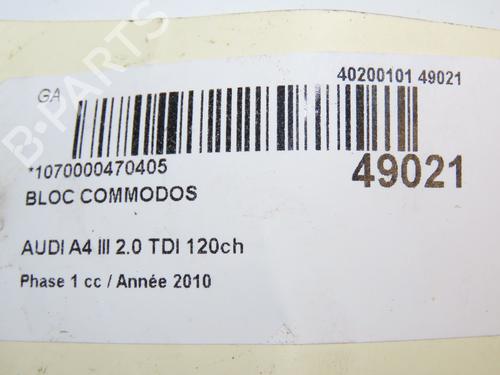 B-PARTS
40200101 49021
GA
*1070000470405
49021
BLOC COMMODOS
AUDI A4 III 2.0 TDI 120ch
Phase 1 cc / Année 2010